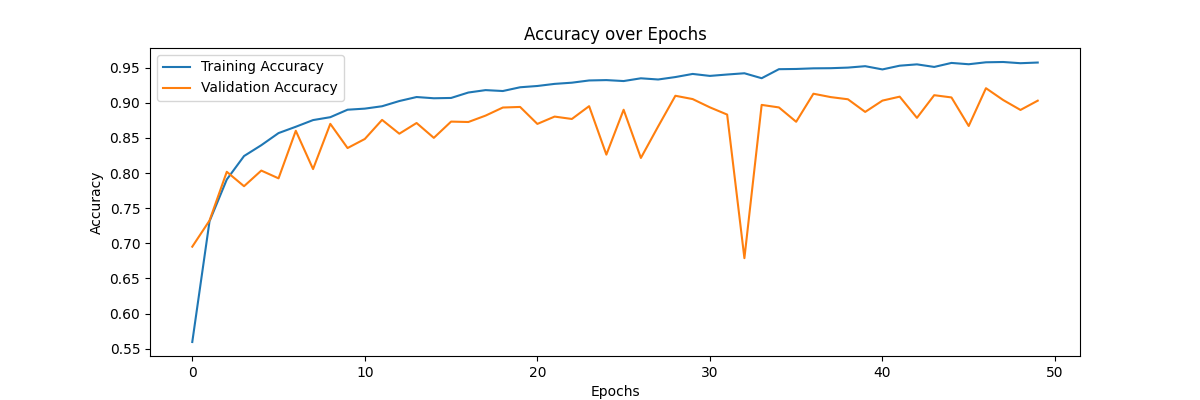 Accuracy over Epochs
Training Accuracy
Validation Accuracy
Accuracy
0.95
0.90
0.85
0.80
0.75
0.70
0.65
0.60
0.55
0 10 20 30 40 50
Epochs